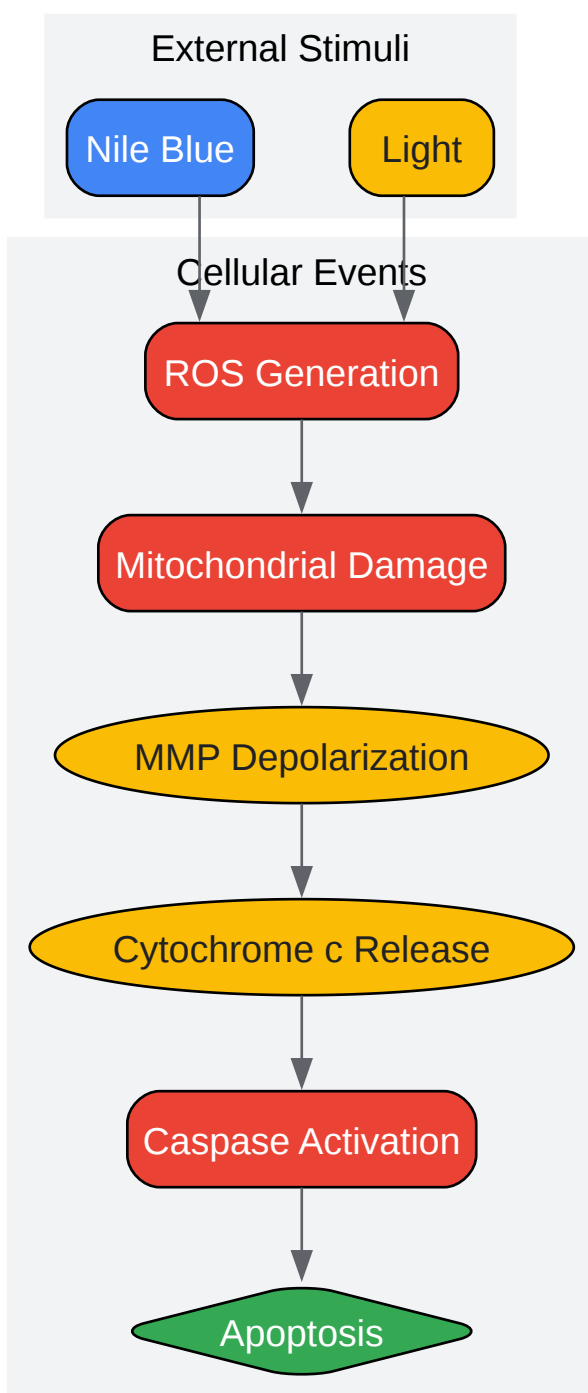 External Stimuli
Nile Blue
Light
Cellular Events
ROS Generation
Mitochondrial Damage
MMP Depolarization
Cytochrome c Release
Caspase Activation
Apoptosis